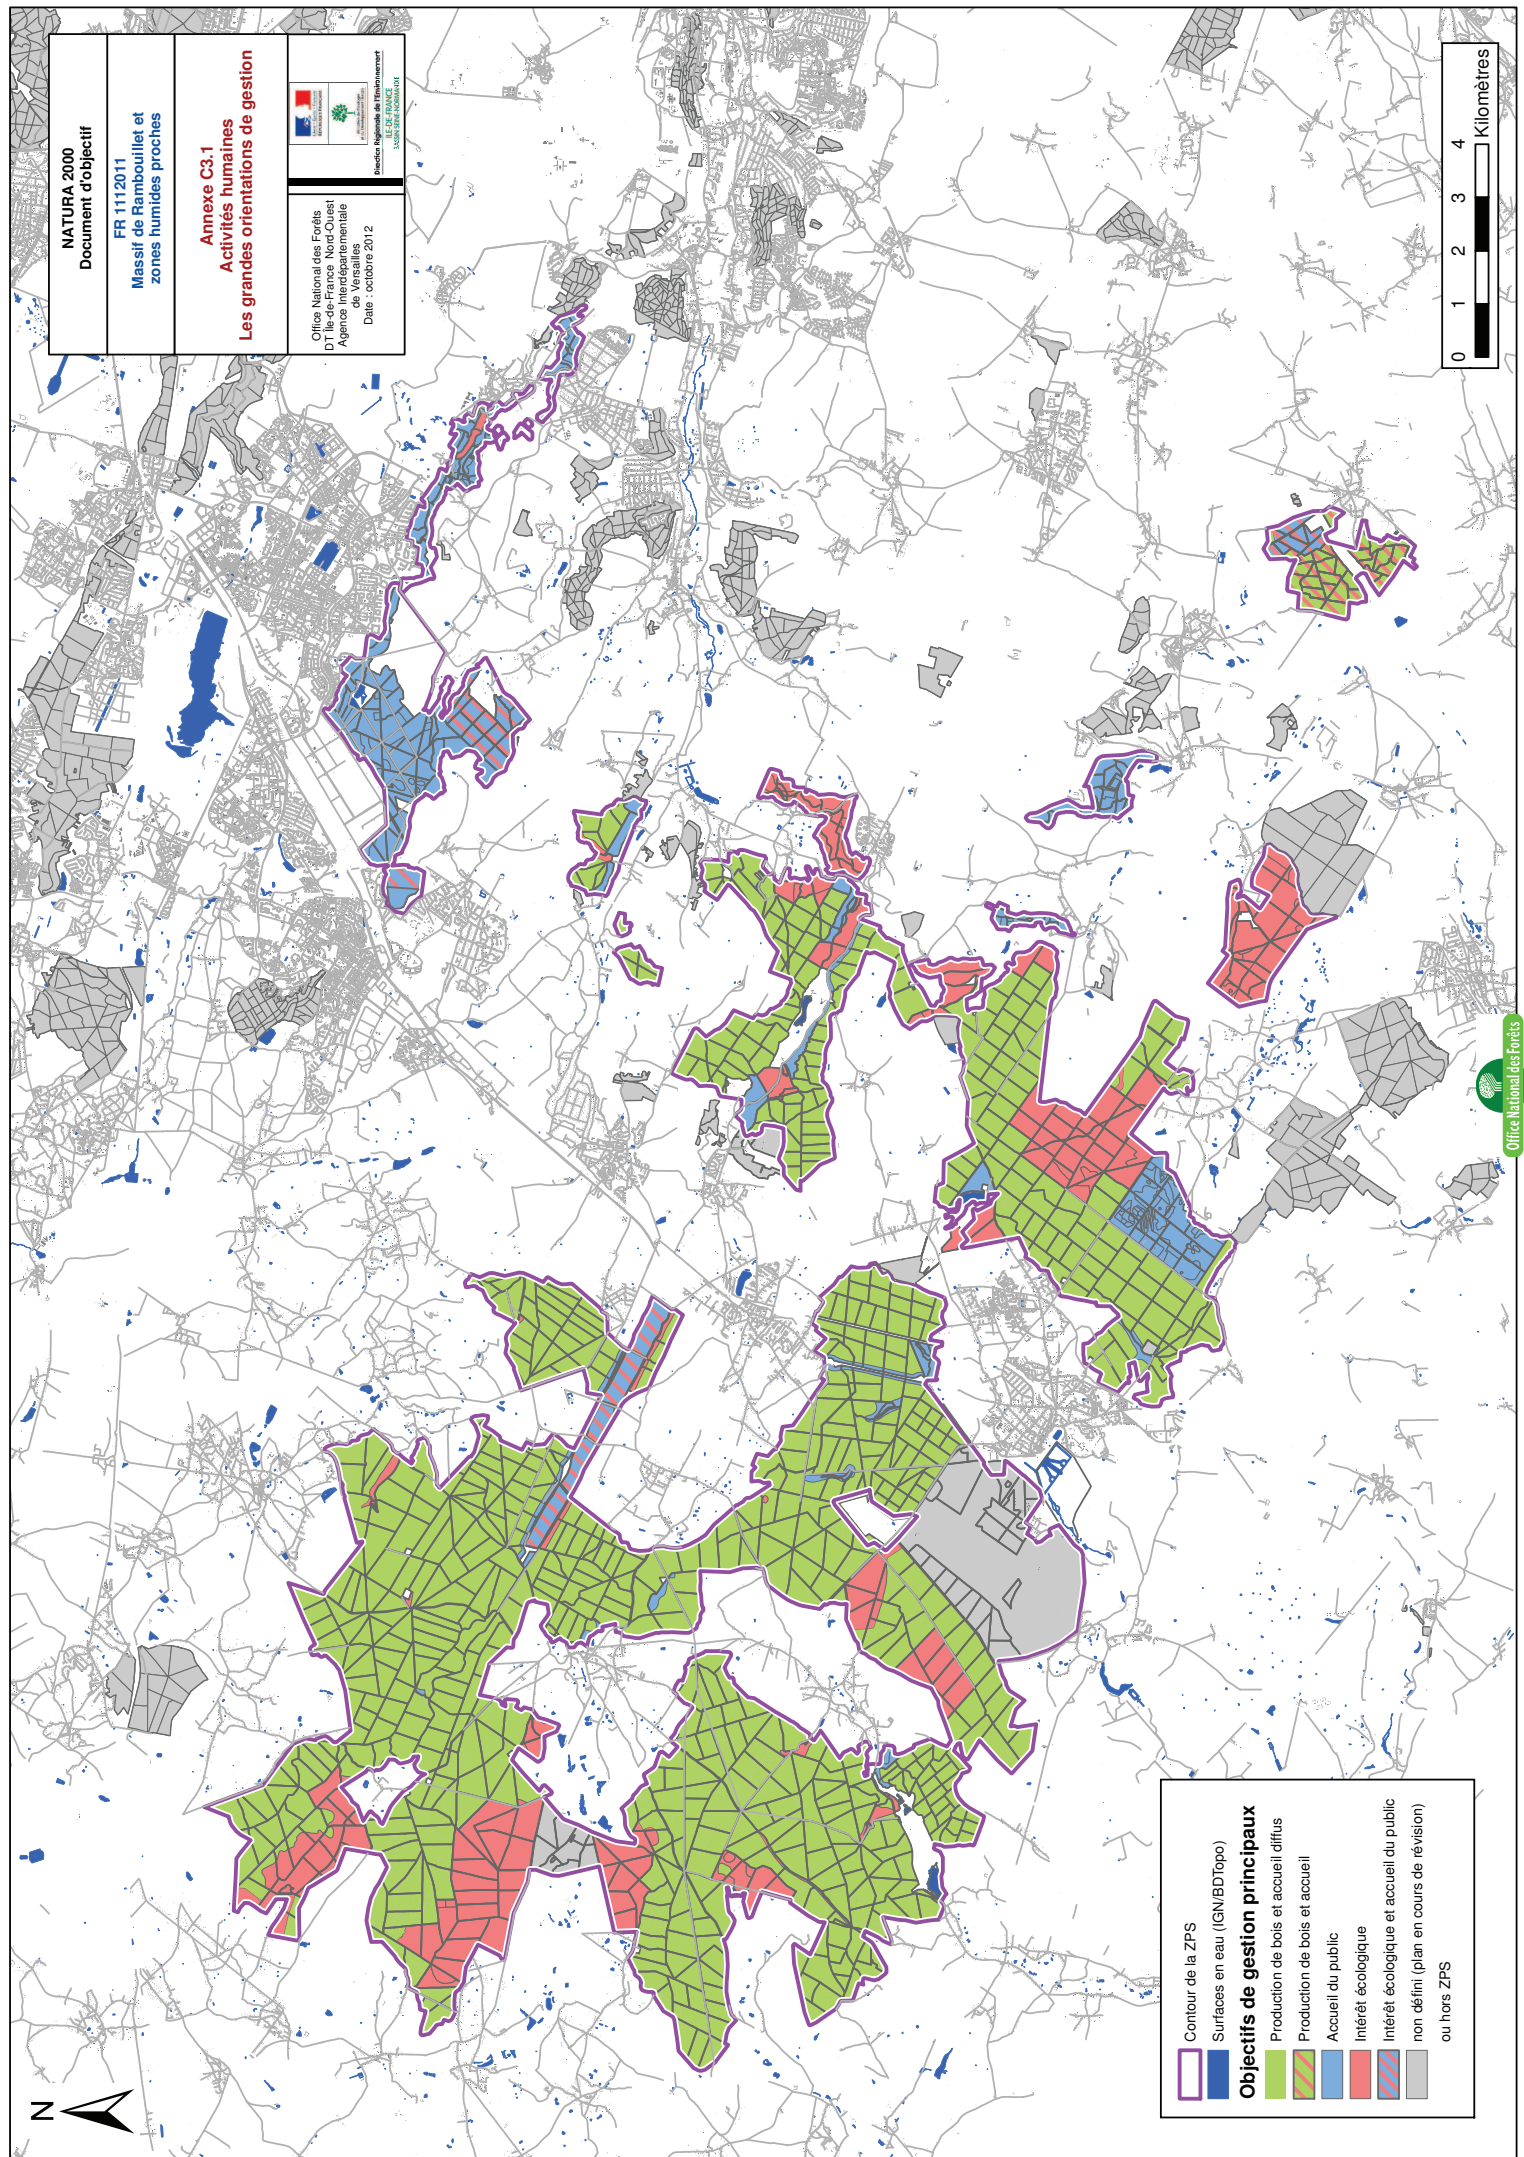 NATURA 2000
Document d'objectif
FR 1112011
Massif de Rambouillet et
zones humides proches
Annexe C3.1
Activités humaines
Les grandes orientations de gestion
Office National des Forêts
DT Île-de-France Nord-Ouest
Agence Interdépartementale
de Versailles
Date : octobre 2012
Direction Régionale de l'Environnement
ILE-DE-FRANCE
BASSIN SEINE-NORMANDIE
0 1 2 3 4
Kilomètres
N
Contour de la ZPS
Surfaces en eau (IGN/BDTopo)
Objectifs de gestion principaux
Production de bois et accueil diffus
Production de bois et accueil
Accueil du public
Intérêt écologique
Intérêt écologique et accueil du public
non défini (plan en cours de révision)
ou hors ZPS
Office National des Forêts